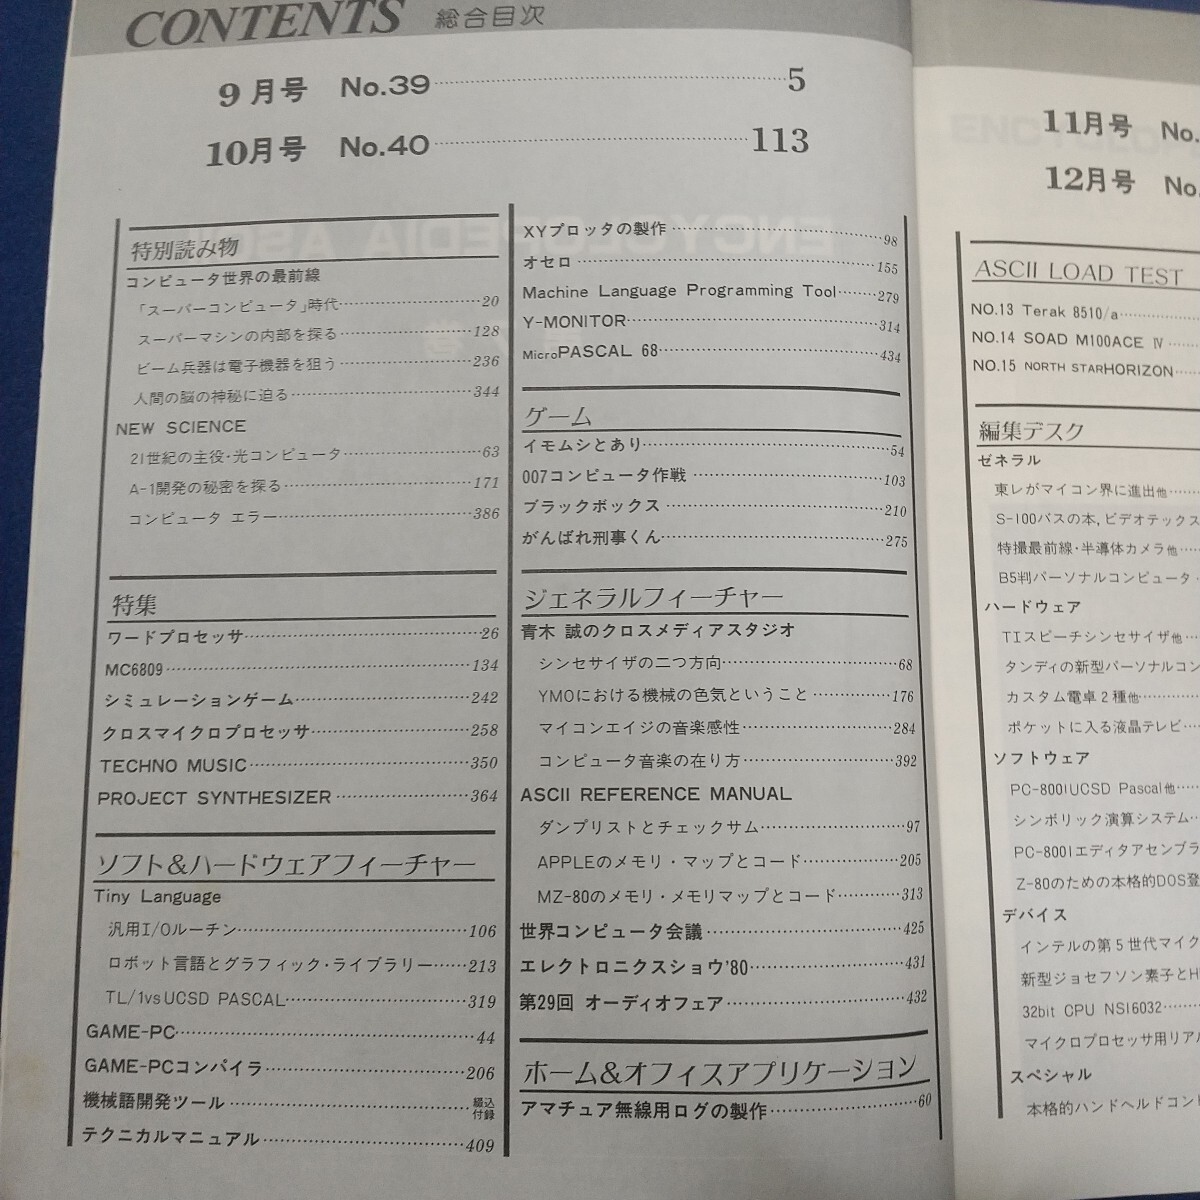 CONTENTS 総合目次
9月号 No.39 5
10月号 No.40 113
特別読み物
コンピュータ世界の最前線
「スーパーコンピュータ」時代 20
スーパーマシンの内部を探る 128
ビーム兵器は電子機器を狙う 236
人間の脳の神秘に迫る 344
NEW SCIENCE
21世紀の主役・光コンピュータ 63
A-1開発の秘密を探る 171
コンピュータ エラー 386
特集
ワードプロセッサ 26
MC6809 134
シミュレーションゲーム 242
クロスマイクロプロセッサ 258
TECHNO MUSIC 350
PROJECT SYNTHESIZER 364
ソフト&ハードウェアフィーチャー
Tiny Language
汎用I/Oルーチン 106
ロボット言語とグラフィック・ライブラリー 213
TL/1vsUCSD PASCAL 319
GAME-PC 44
GAME-PCコンパイラ 206
機械語開発ツール 綴込付録
テクニカルマニュアル 409
XYプロッタの製作 98
オセロ 155
Machine Language Programming Tool 279
Y-MONITOR 314
MicroPASCAL 68 434
ゲーム
イモムシとあり 54
007コンピュータ作戦 103
ブラックボックス 210
がんばれ刑事くん 275
ジェネラルフィーチャー
青木 誠のクロスメディアスタジオ
シンセサイザの二つ方向 68
YMOにおける機械の色気ということ 176
マイコンエイジの音楽感性 284
コンピュータ音楽の在り方 392
ASCII REFERENCE MANUAL
ダンプリストとチェックサム 97
APPLEのメモリ・マップとコード 205
MZ-80のメモリ・メモリマップとコード 313
世界コンピュータ会議 425
エレクトロニクスショウ'80 431
第29回 オーディオフェア 432
ホーム&オフィスアプリケーション
アマチュア無線用ログの製作 60
11月号 No.
12月号 No.
ASCII LOAD TEST
NO.13 Terak 8510/a
NO.14 SOAD M100ACE Ⅳ
NO.15 NORTH STARHORIZON
編集デスク
ゼネラル
東レがマイコン界に進出他
S-100バスの本,ビデオテックス
特撮最前線・半導体カメラ他
B5判パーソナルコンピュータ
ハードウェア
TIスピーチシンセサイザ他
タンディの新型パーソナルコン
カスタム電卓2種他
ポケットに入る液晶テレビ
ソフトウェア
PC-8001UCSD Pascal他
シンボリック演算システム
PC-8001エディタアセンブラ
Z-80のための本格的DOS登
デバイス
インテルの第5世代マイク
新型ジョセフソン素子とH
32bit CPU NS16032
マイクロプロセッサ用リアル
スペシャル
本格的ハンドヘルドコン